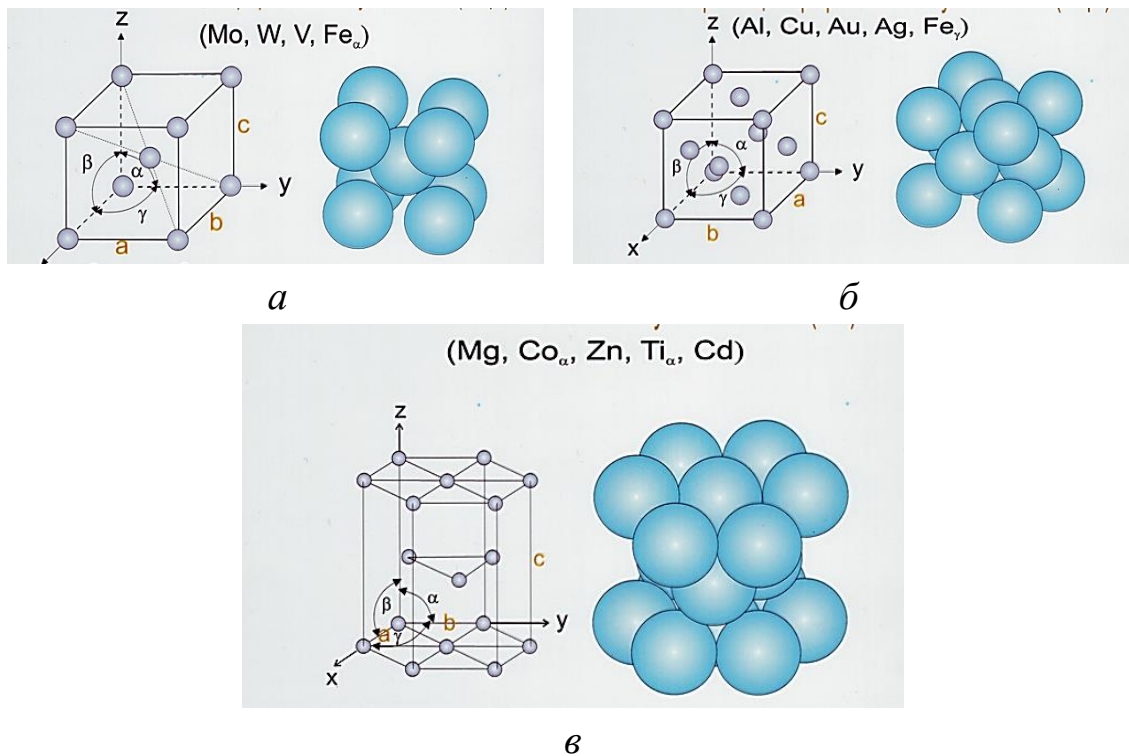 (Mo, W, V, Feα)
z
c
β
α
y
γ
b
a
а
(Al, Cu, Au, Ag, Feγ)
z
c
α
β
y
γ
a
x
b
б
(Mg, Coα, Zn, Tiα, Cd)
z
c
β
α
a
γ
b
y
x
в